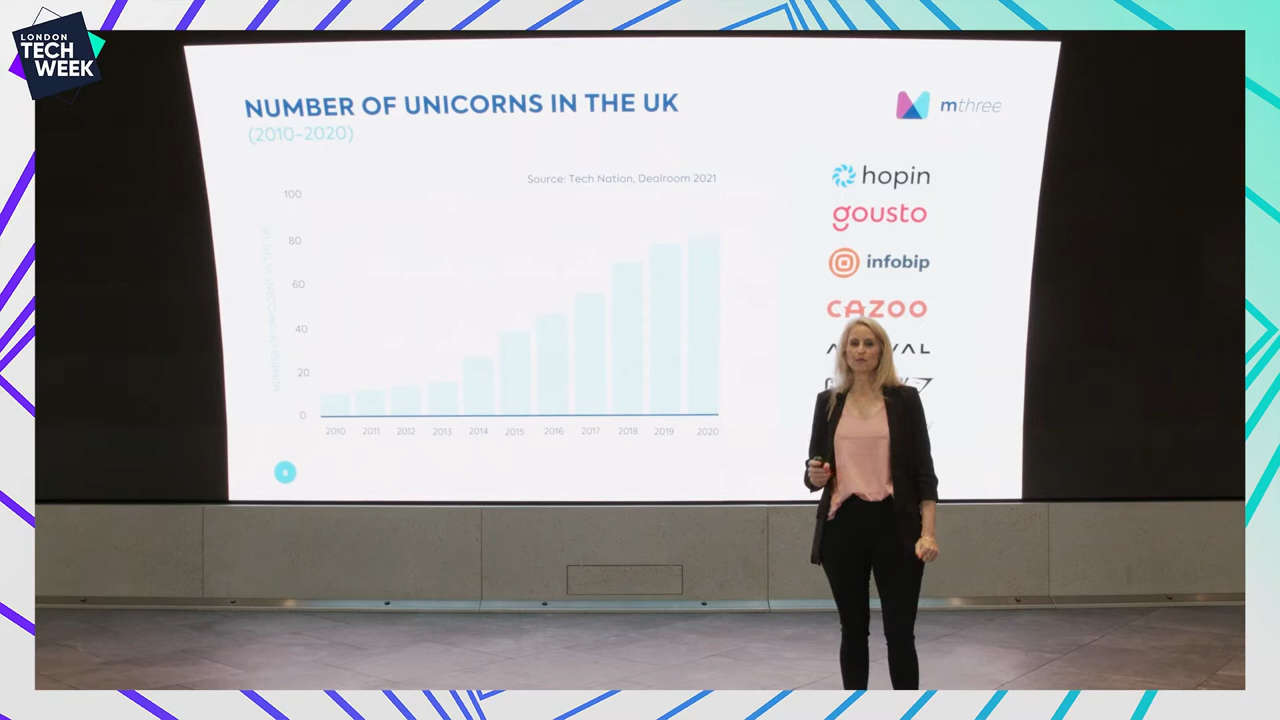 LONDON
TECH
WEEK
NUMBER OF UNICORNS IN THE UK
(2010-2020)
mthree
Source: Tech Nation, Dealroom 2021
100
80
60
40
20
0
2010 2011 2012 2013 2014 2015 2016 2017 2018 2019 2020
hopin
gousto
infobip
CAZOO